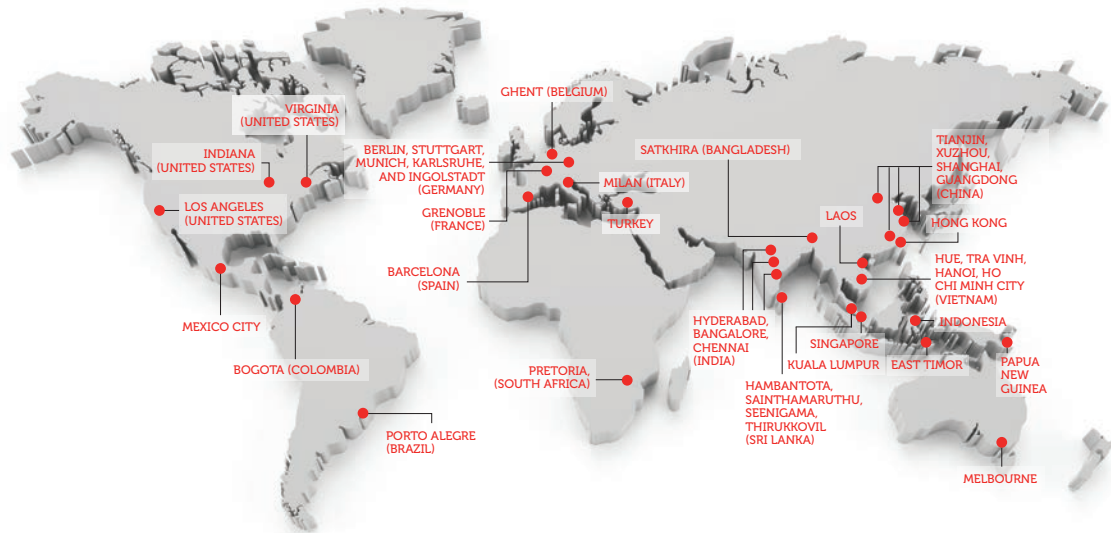 GHENT (BELGIUM)
VIRGINIA
(UNITED STATES)
INDIANA
(UNITED STATES)
LOS ANGELES
(UNITED STATES)
BERLIN, STUTTGART,
MUNICH, KARLSRUHE,
AND INGOLSTADT
(GERMANY)
SATKHIRA (BANGLADESH)
TIANJIN,
XUZHOU,
SHANGHAI,
GUANGDONG
(CHINA)
MILAN (ITALY)
GRENOBLE
(FRANCE)
TURKEY
LAOS
HONG KONG
BARCELONA
(SPAIN)
HUE, TRA VINH,
HANOI, HO
CHI MINH CITY
(VIETNAM)
MEXICO CITY
HYDERABAD,
BANGALORE,
CHENNAI
(INDIA)
INDONESIA
SINGAPORE
KUALA LUMPUR
EAST TIMOR
PAPUA
NEW
GUINEA
BOGOTA (COLOMBIA)
PRETORIA,
(SOUTH AFRICA)
HAMBANTOTA,
SAINTHAMARUTHU,
SEENIGAMA,
THIRUKKOVIL
(SRI LANKA)
PORTO ALEGRE
(BRAZIL)
MELBOURNE